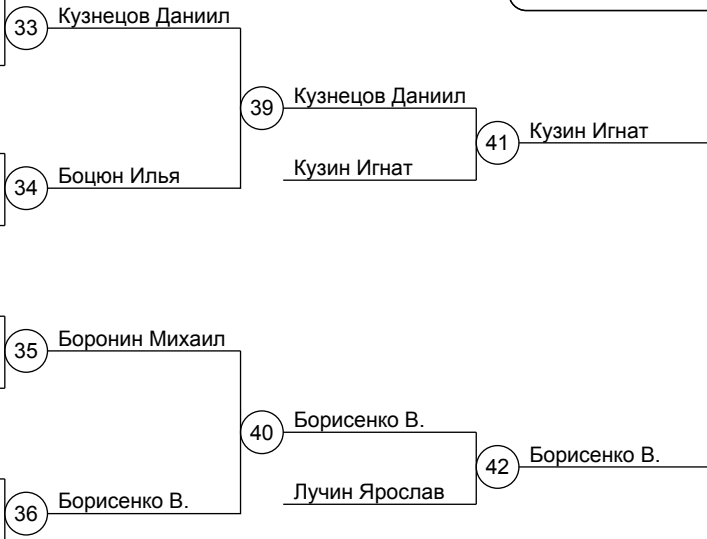 33 Кузнецов Даниил
39 Кузнецов Даниил
41 Кузин Игнат
Кузин Игнат
34 Боцюн Илья
35 Боронин Михаил
40 Борисенко В.
42 Борисенко В.
Лучин Ярослав
36 Борисенко В.